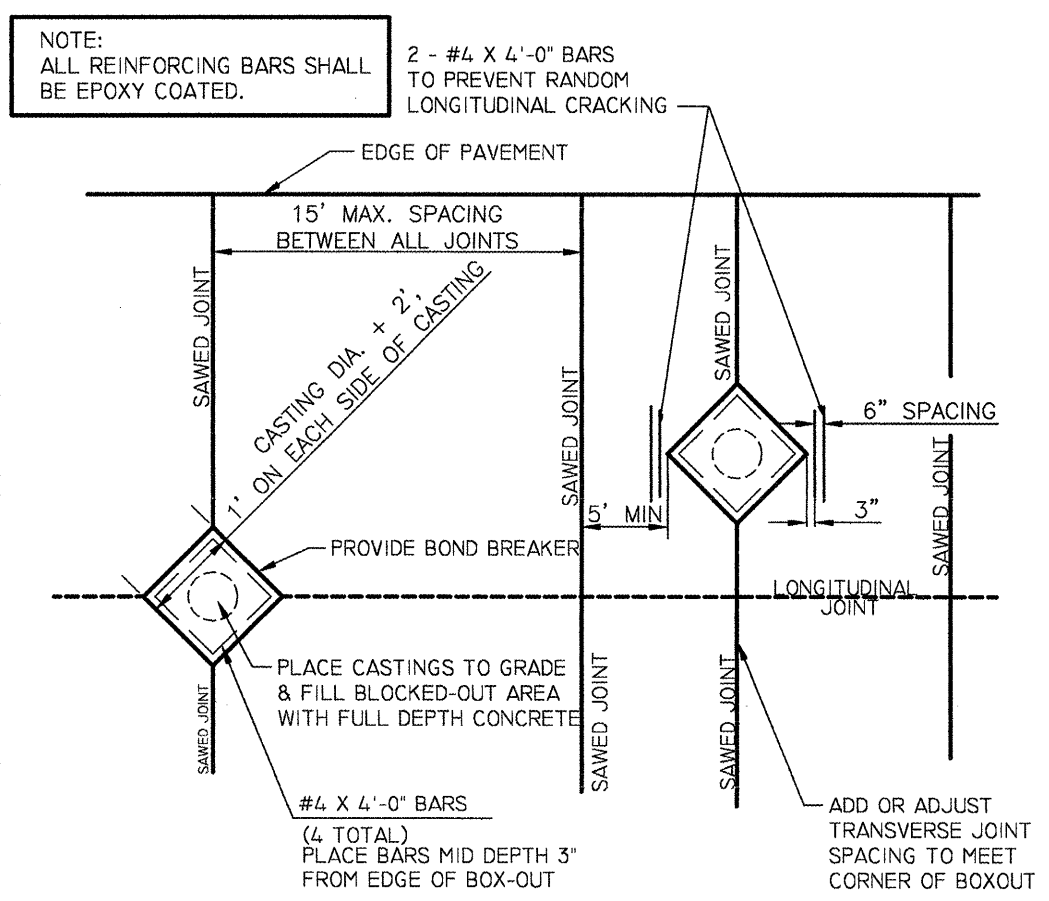 NOTE:
ALL REINFORCING BARS SHALL
BE EPOXY COATED.
2 - #4 X 4'-0" BARS
TO PREVENT RANDOM
LONGITUDINAL CRACKING
EDGE OF PAVEMENT
15' MAX. SPACING
BETWEEN ALL JOINTS
SAWED JOINT
CASTING DIA. + 2',
1' ON EACH SIDE OF CASTING
SAWED JOINT
SAWED JOINT
6" SPACING
5' MIN
3"
SAWED JOINT
PROVIDE BOND BREAKER
LONGITUDINAL
JOINT
PLACE CASTINGS TO GRADE
& FILL BLOCKED-OUT AREA
WITH FULL DEPTH CONCRETE
SAWED JOINT
SAWED JOINT
SAWED JOINT
#4 X 4'-0" BARS
(4 TOTAL)
PLACE BARS MID DEPTH 3"
FROM EDGE OF BOX-OUT
ADD OR ADJUST
TRANSVERSE JOINT
SPACING TO MEET
CORNER OF BOXOUT